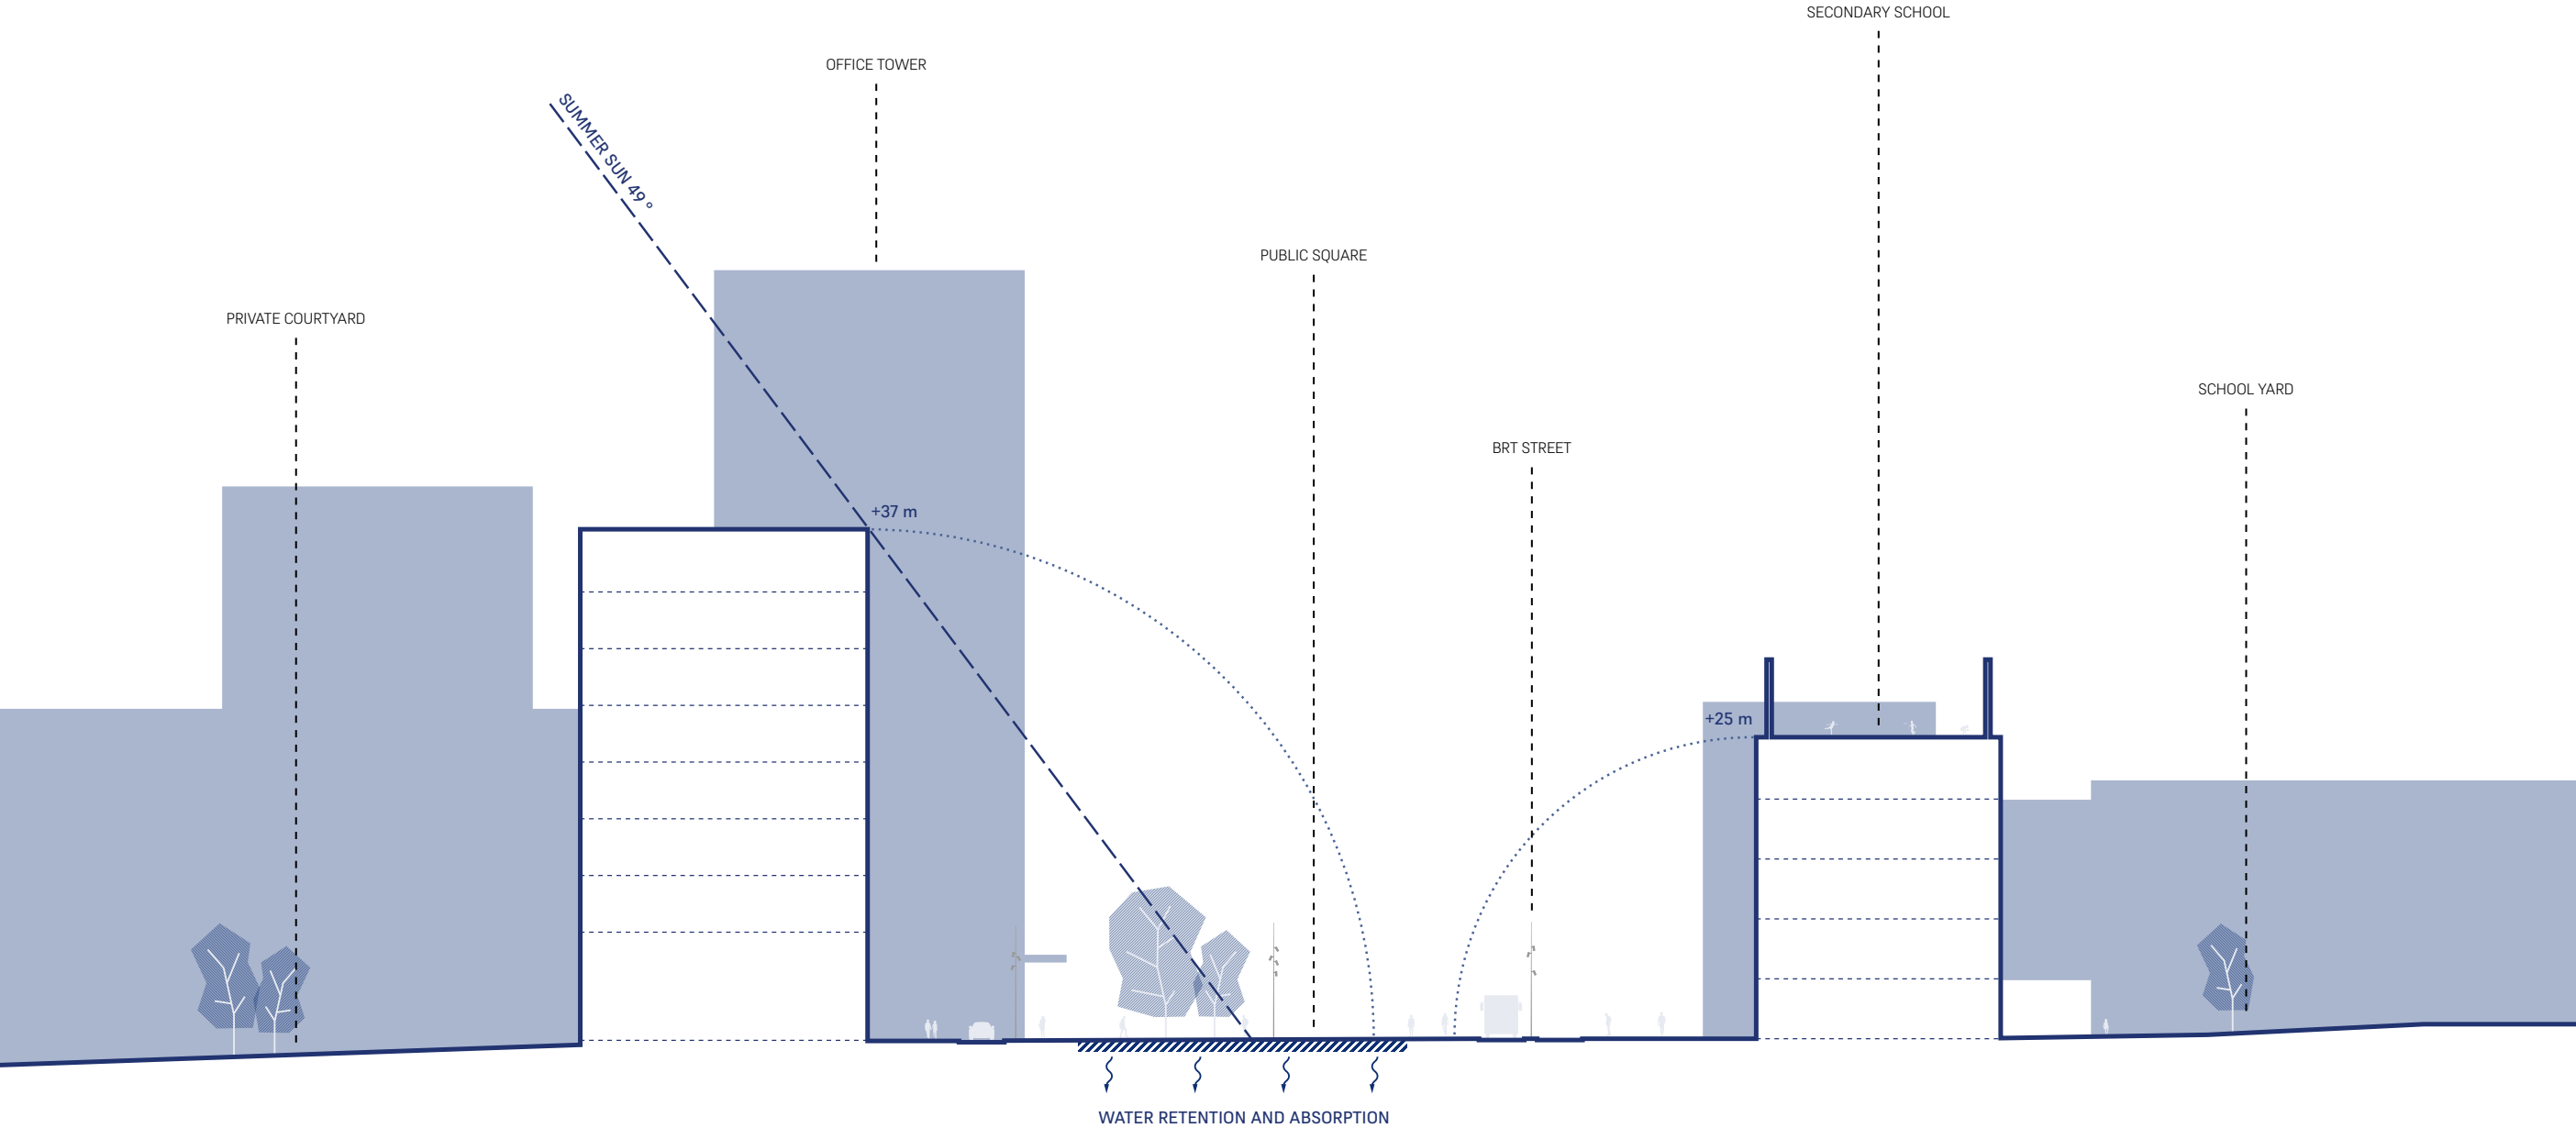 SECONDARY SCHOOL
OFFICE TOWER
SUMMER SUN 49 °
PUBLIC SQUARE
PRIVATE COURTYARD
SCHOOL YARD
BRT STREET
+37 m
+25 m
WATER RETENTION AND ABSORPTION